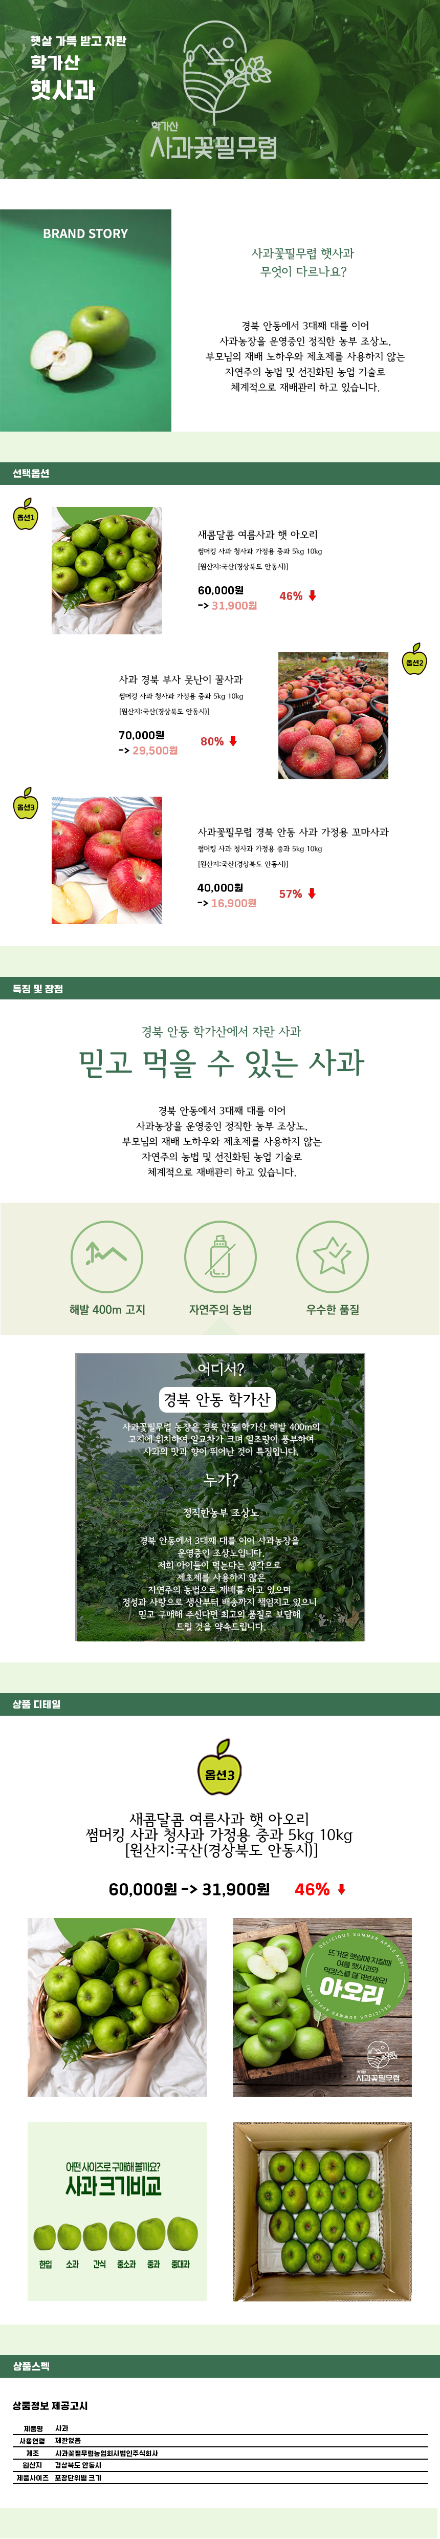 햇살 가득 받고 자란
학가산
햇사과
학가산
사과꽃필무렵
BRAND STORY
사과꽃필무렵 햇사과
무엇이 다르나요?
경북 안동에서 3대째 대를 이어
사과농장을 운영중인 정직한 농부 조상노.
부모님의 재배 노하우와 제초제를 사용하지 않는
자연주의 농법 및 선진화된 농업 기술로
체계적으로 재배관리 하고 있습니다.
선택옵션
옵션1
새콤달콤 여름사과 햇 아오리
썸머킹 사과 청사과 가정용 중과 5kg 10kg
[원산지:국산(경상북도 안동시)]
60,000원
-> 31,900원
46%
옵션2
사과 경북 부사 못난이 꿀사과
썸머킹 사과 청사과 가정용 중과 5kg 10kg
[원산지:국산(경상북도 안동시)]
70,000원
-> 29,500원
80%
옵션3
사과꽃필무렵 경북 안동 사과 가정용 꼬마사과
썸머킹 사과 청사과 가정용 중과 5kg 10kg
[원산지:국산(경상북도 안동시)]
40,000원
-> 16,900원
57%
특징 및 장점
경북 안동 학가산에서 자란 사과
믿고 먹을 수 있는 사과
경북 안동에서 3대째 대를 이어
사과농장을 운영중인 정직한 농부 조상노.
부모님의 재배 노하우와 제초제를 사용하지 않는
자연주의 농법 및 선진화된 농업 기술로
체계적으로 재배관리 하고 있습니다.
해발 400m 고지
자연주의 농법
우수한 품질
어디서?
경북 안동 학가산
사과꽃필무렵 농장은 경북 안동 학가산 해발 400m의
고지에 위치하여 일교차가 크며 일조량이 풍부하여
사과의 맛과 향이 뛰어난 것이 특징입니다.
누가?
정직한농부 조상노
경북 안동에서 3대째 대를 이어 사과농장을
운영중인 조상노입니다.
저희 아이들이 먹는다는 생각으로
제초제를 사용하지 않은
자연주의 농법으로 재배를 하고 있으며
정성과 사랑으로 생산부터 배송까지 책임지고 있으니
믿고 구매해 주신다면 최고의 품질로 보답해
드릴 것을 약속드립니다.
상품 디테일
옵션3
새콤달콤 여름사과 햇 아오리
썸머킹 사과 청사과 가정용 중과 5kg 10kg
[원산지:국산(경상북도 안동시)]
60,000원 -> 31,900원
46%
DELICIOUS SUMMER APPLE AORI
뜨거운 햇살에 지칠때
여름 햇사과의
싱그러움을 즐겨보세요!
아오리
사과꽃필무렵
어떤 사이즈로 구매해 볼까요?
사과 크기비교
한입 소과 간식 중소과 중과 중대과
상품스펙
상품정보 제공고시
제품명 사과
사용연령 제한없음
제조 사과꽃필무렵농업회사법인주식회사
원산지 경상북도 안동시
제품사이즈 포장단위별 크기